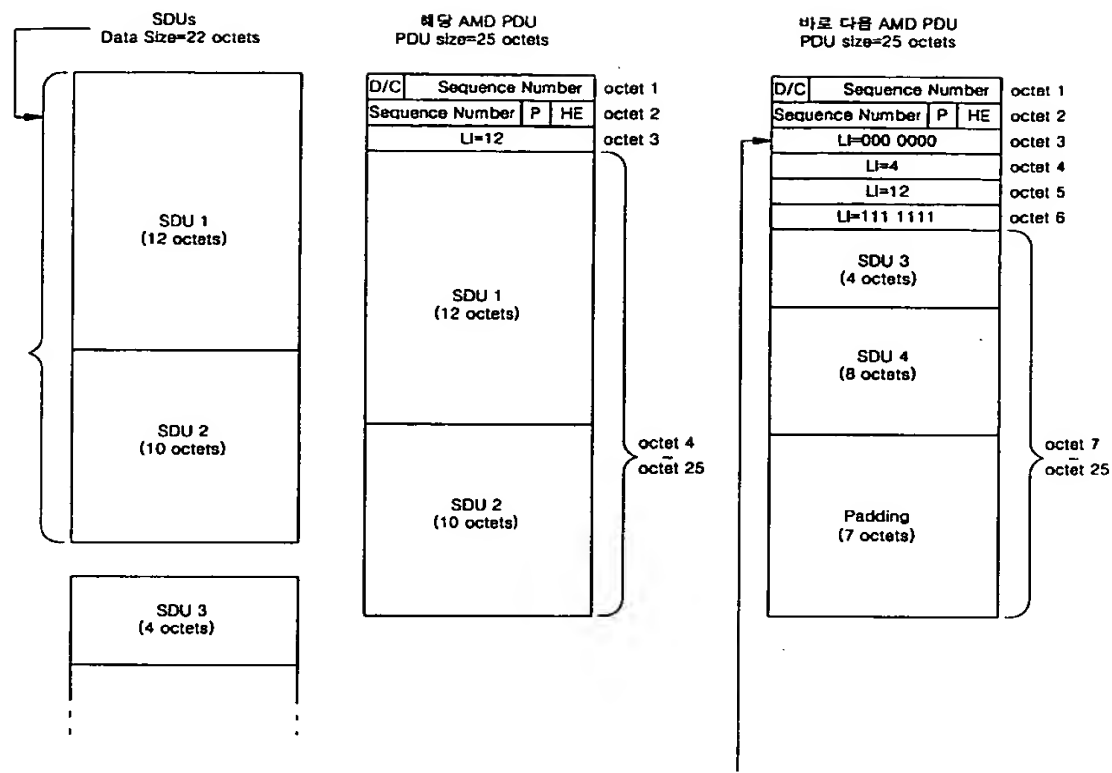 SDUs
Data Size=22 octets
SDU 1
(12 octets)
SDU 2
(10 octets)
SDU 3
(4 octets)
해당 AMD PDU
PDU size=25 octets
D/C Sequence Number octet 1
Sequence Number P HE octet 2
LI=12 octet 3
SDU 1
(12 octets)
SDU 2
(10 octets)
octet 4
~
octet 25
바로 다음 AMD PDU
PDU size=25 octets
D/C Sequence Number octet 1
Sequence Number P HE octet 2
LI=000 0000 octet 3
LI=4 octet 4
LI=12 octet 5
LI=111 1111 octet 6
SDU 3
(4 octets)
SDU 4
(8 octets)
Padding
(7 octets)
octet 7
~
octet 25